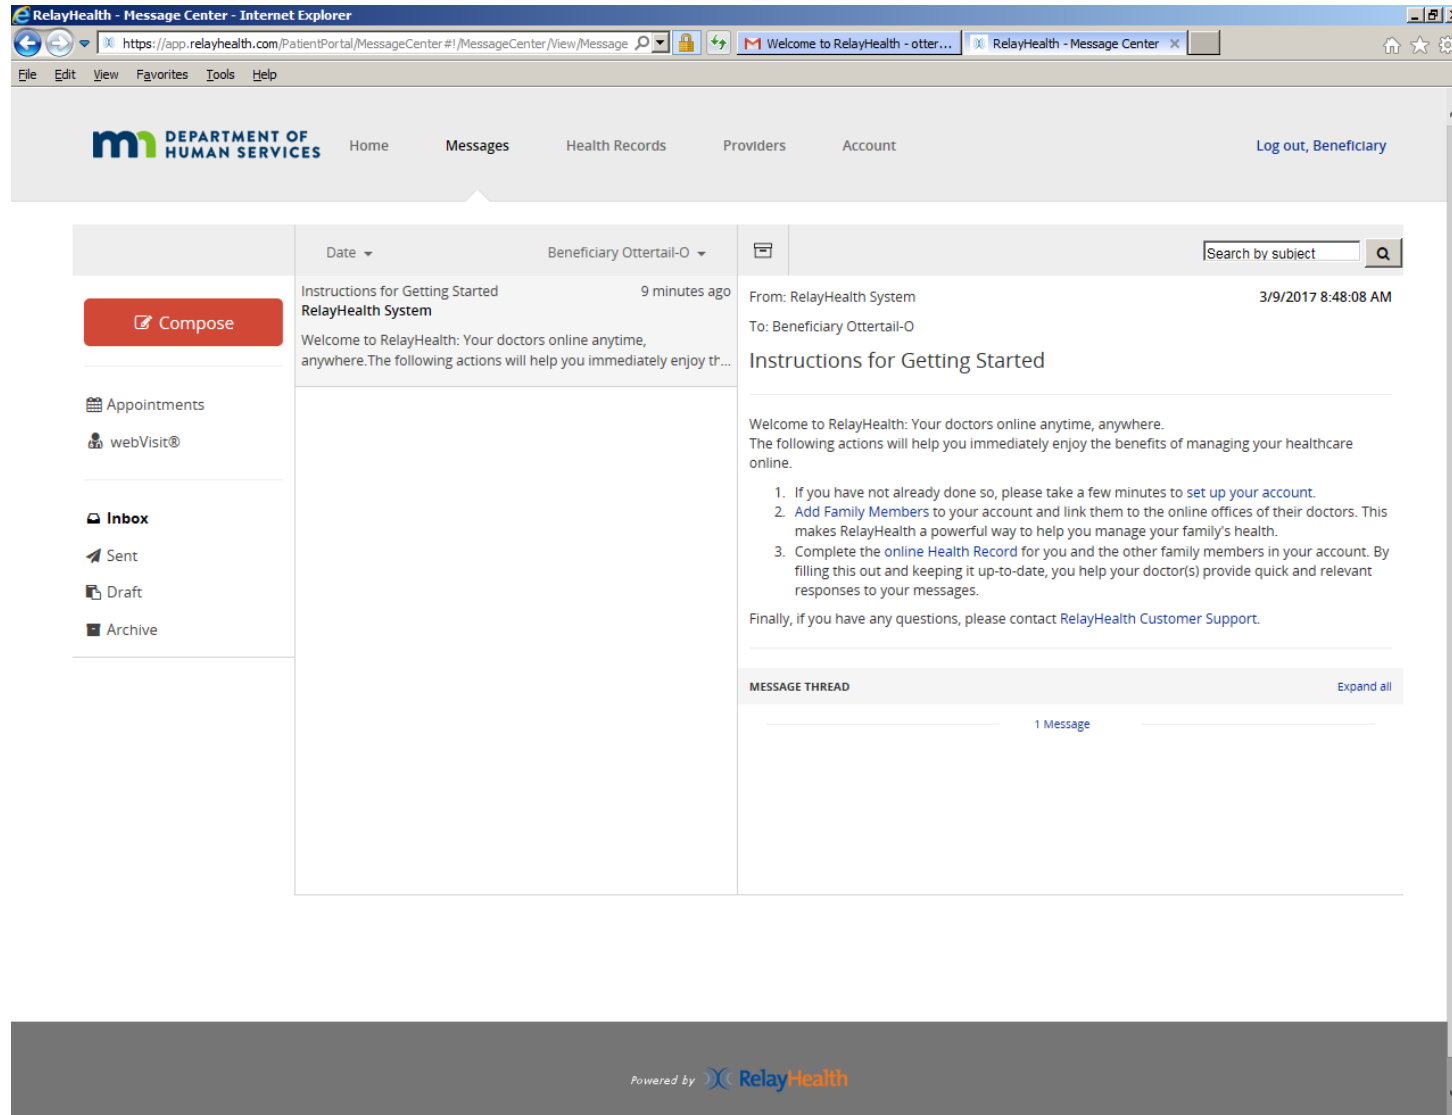 RelayHealth - Message Center - Internet Explorer
https://app.relayhealth.com/PatientPortal/MessageCenter#!/MessageCenter/View/Message
Welcome to RelayHealth - otter...
RelayHealth - Message Center
File Edit View Favorites Tools Help
DEPARTMENT OF
HUMAN SERVICES
Home Messages Health Records Providers Account
Log out, Beneficiary
Date
Beneficiary Ottertail-O
Search by subject
Compose
Appointments
webVisit®
Inbox
Sent
Draft
Archive
Instructions for Getting Started 9 minutes ago
RelayHealth System
Welcome to RelayHealth: Your doctors online anytime,
anywhere.The following actions will help you immediately enjoy th...
From: RelayHealth System 3/9/2017 8:48:08 AM
To: Beneficiary Ottertail-O
Instructions for Getting Started
Welcome to RelayHealth: Your doctors online anytime, anywhere.
The following actions will help you immediately enjoy the benefits of managing your healthcare
online.
1. If you have not already done so, please take a few minutes to set up your account.
2. Add Family Members to your account and link them to the online offices of their doctors. This
makes RelayHealth a powerful way to help you manage your family's health.
3. Complete the online Health Record for you and the other family members in your account. By
filling this out and keeping it up-to-date, you help your doctor(s) provide quick and relevant
responses to your messages.
Finally, if you have any questions, please contact RelayHealth Customer Support.
MESSAGE THREAD Expand all
1 Message
Powered by RelayHealth